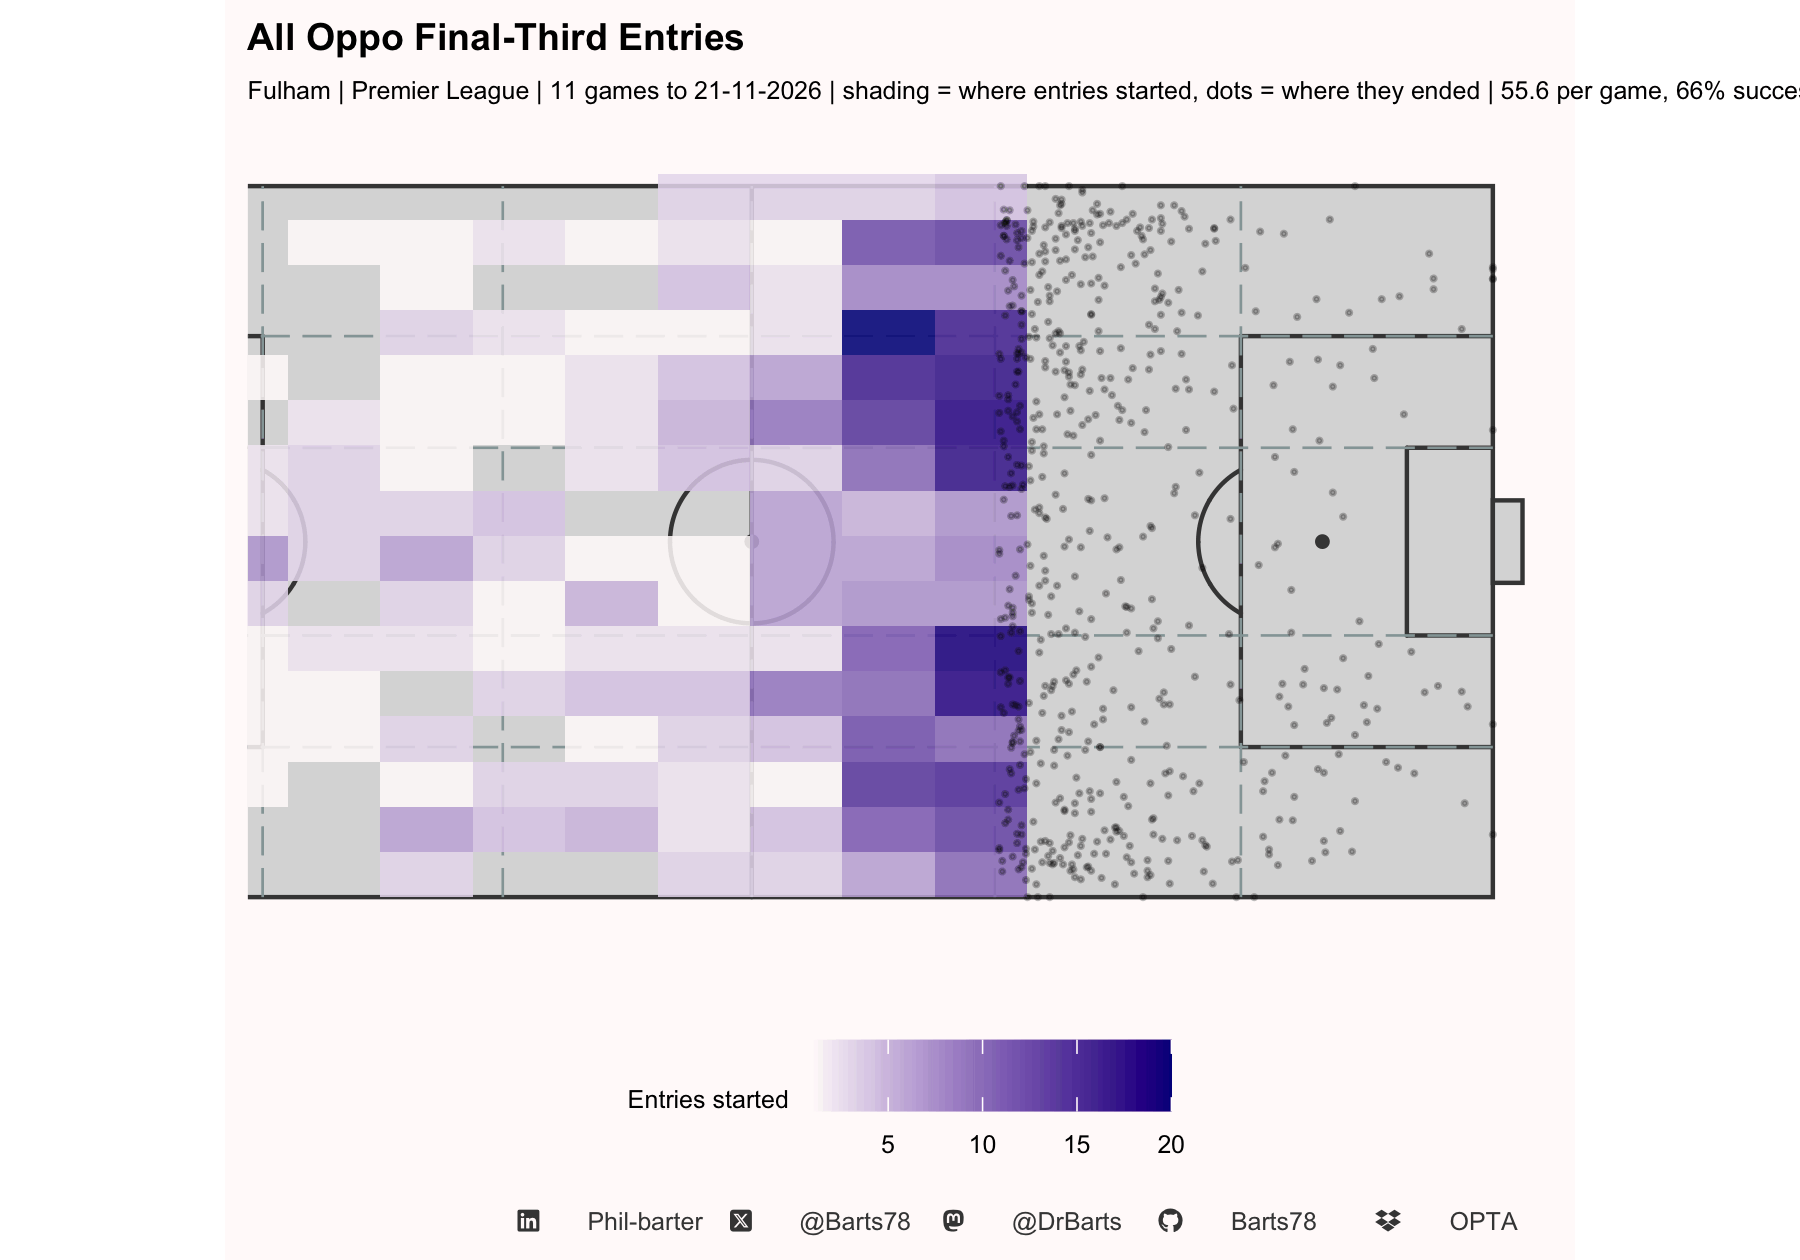 All Oppo Final-Third Entries
Fulham | Premier League | 11 games to 21-11-2026 | shading = where entries started, dots = where they ended | 55.6 per game, 66%
Entries started
5 10 15 20
Phil-barter @Barts78 @DrBarts Barts78 OPTA